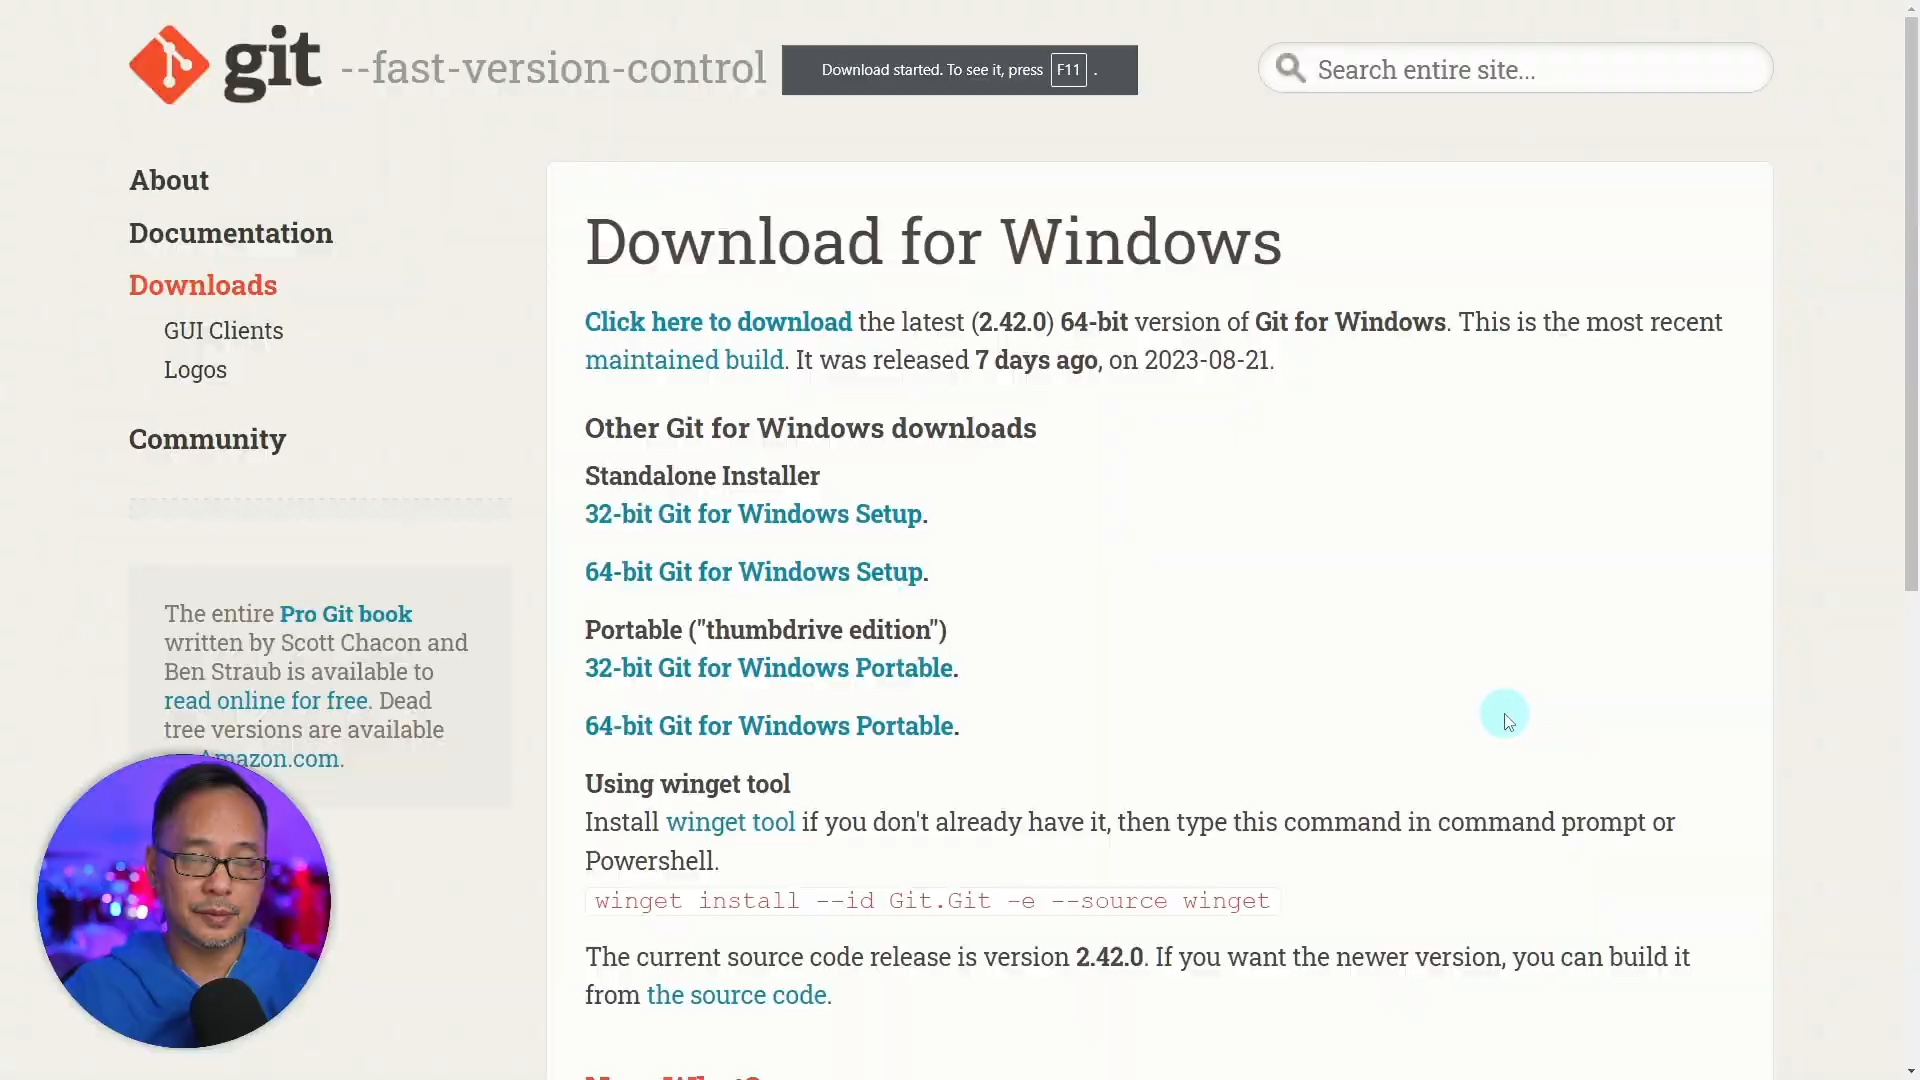 git --fast-version-control
Download started. To see it, press F11 .
Search entire site...
About
Documentation
Downloads
GUI Clients
Logos
Community
The entire Pro Git book
written by Scott Chacon and
Ben Straub is available to
read online for free. Dead
tree versions are available
Amazon.com.
Download for Windows
Click here to download the latest (2.42.0) 64-bit version of Git for Windows. This is the most recent
maintained build. It was released 7 days ago, on 2023-08-21.
Other Git for Windows downloads
Standalone Installer
32-bit Git for Windows Setup.
64-bit Git for Windows Setup.
Portable ("thumbdrive edition")
32-bit Git for Windows Portable.
64-bit Git for Windows Portable.
Using winget tool
Install winget tool if you don't already have it, then type this command in command prompt or
Powershell.
winget install --id Git.Git -e --source winget
The current source code release is version 2.42.0. If you want the newer version, you can build it
from the source code.